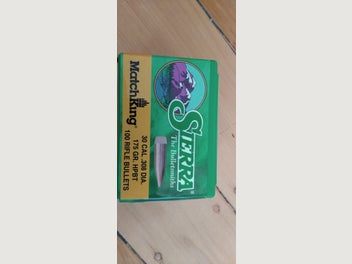 SIERRA®
The Bulletsmiths
MatchKing®
30 CAL. .308 DIA.
175 GR. HPBT
100 RIFLE BULLETS